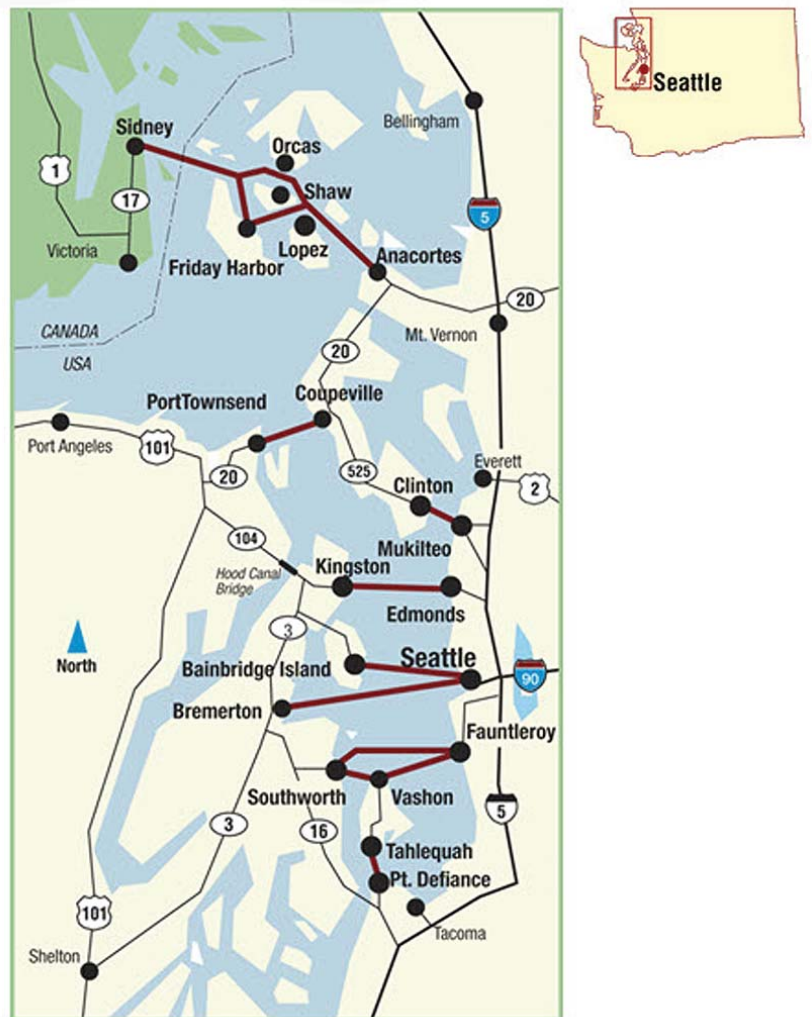 Seattle
Sidney
Orcas
Bellingham
1
17
Shaw
5
Victoria
Lopez
Friday Harbor
Anacortes
20
CANADA
USA
Mt. Vernon
20
PortTownsend
Coupeville
Port Angeles
101
20
525
Everett
2
Clinton
104
Mukilteo
Hood Canal
Bridge
Kingston
Edmonds
3
North
Bainbridge Island
Seattle
90
Bremerton
Fauntleroy
Southworth
Vashon
5
3
16
Tahlequah
Pt. Defiance
101
Tacoma
Shelton